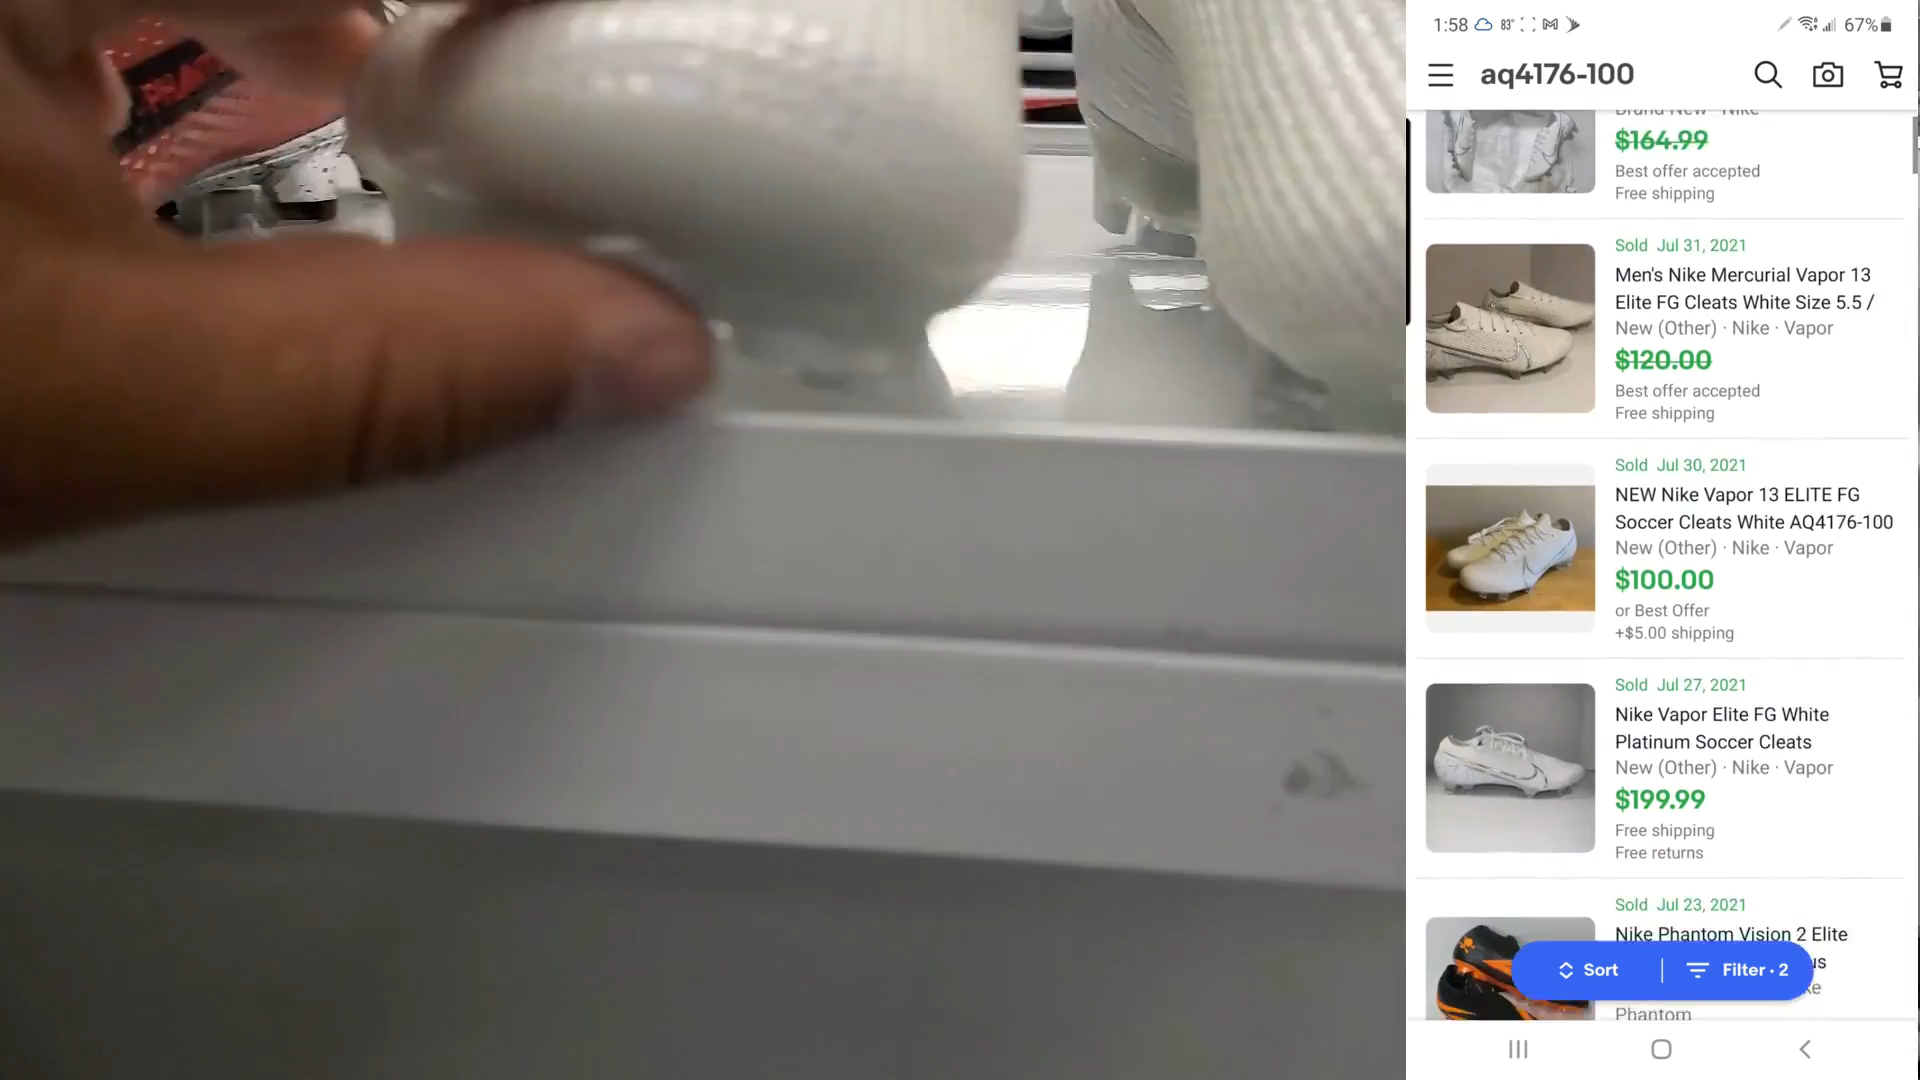 1:58 83° 67%
aq4176-100
Brand New · Nike
$164.99
Best offer accepted
Free shipping
Sold Jul 31, 2021
Men's Nike Mercurial Vapor 13
Elite FG Cleats White Size 5.5 /
New (Other) · Nike · Vapor
$120.00
Best offer accepted
Free shipping
Sold Jul 30, 2021
NEW Nike Vapor 13 ELITE FG
Soccer Cleats White AQ4176-100
New (Other) · Nike · Vapor
$100.00
or Best Offer
+$5.00 shipping
Sold Jul 27, 2021
Nike Vapor Elite FG White
Platinum Soccer Cleats
New (Other) · Nike · Vapor
$199.99
Free shipping
Free returns
Sold Jul 23, 2021
Nike Phantom Vision 2 Elite
Sort Filter · 2
Phantom